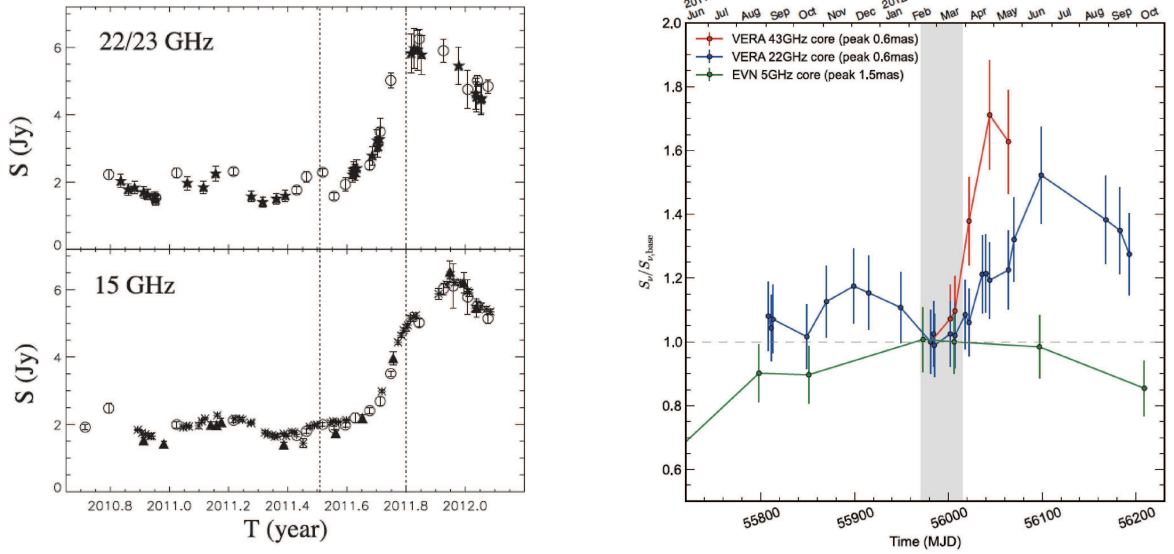 22/23 GHz
S (Jy)
6
4
2
0
15 GHz
S (Jy)
6
4
2
0
2010.8 2011.0 2011.2 2011.4 2011.6 2011.8 2012.0
T (year)
Jun Jul Aug Sep Oct Nov Dec Jan Feb Mar Apr May Jun Jul Aug Sep Oct
VERA 43GHz core (peak 0.6mas)
VERA 22GHz core (peak 0.6mas)
EVN 5GHz core (peak 1.5mas)
Sν/Sν,base
2.0
1.8
1.6
1.4
1.2
1.0
0.8
0.6
55800 55900 56000 56100 56200
Time (MJD)